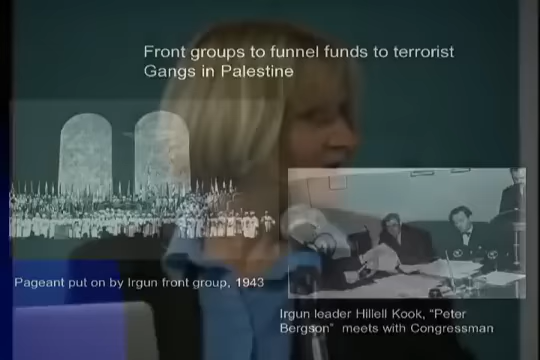 Front groups to funnel funds to terrorist
Gangs in Palestine
Pageant put on by Irgun front group, 1943
Irgun leader Hillell Kook, “Peter
Bergson” meets with Congressman